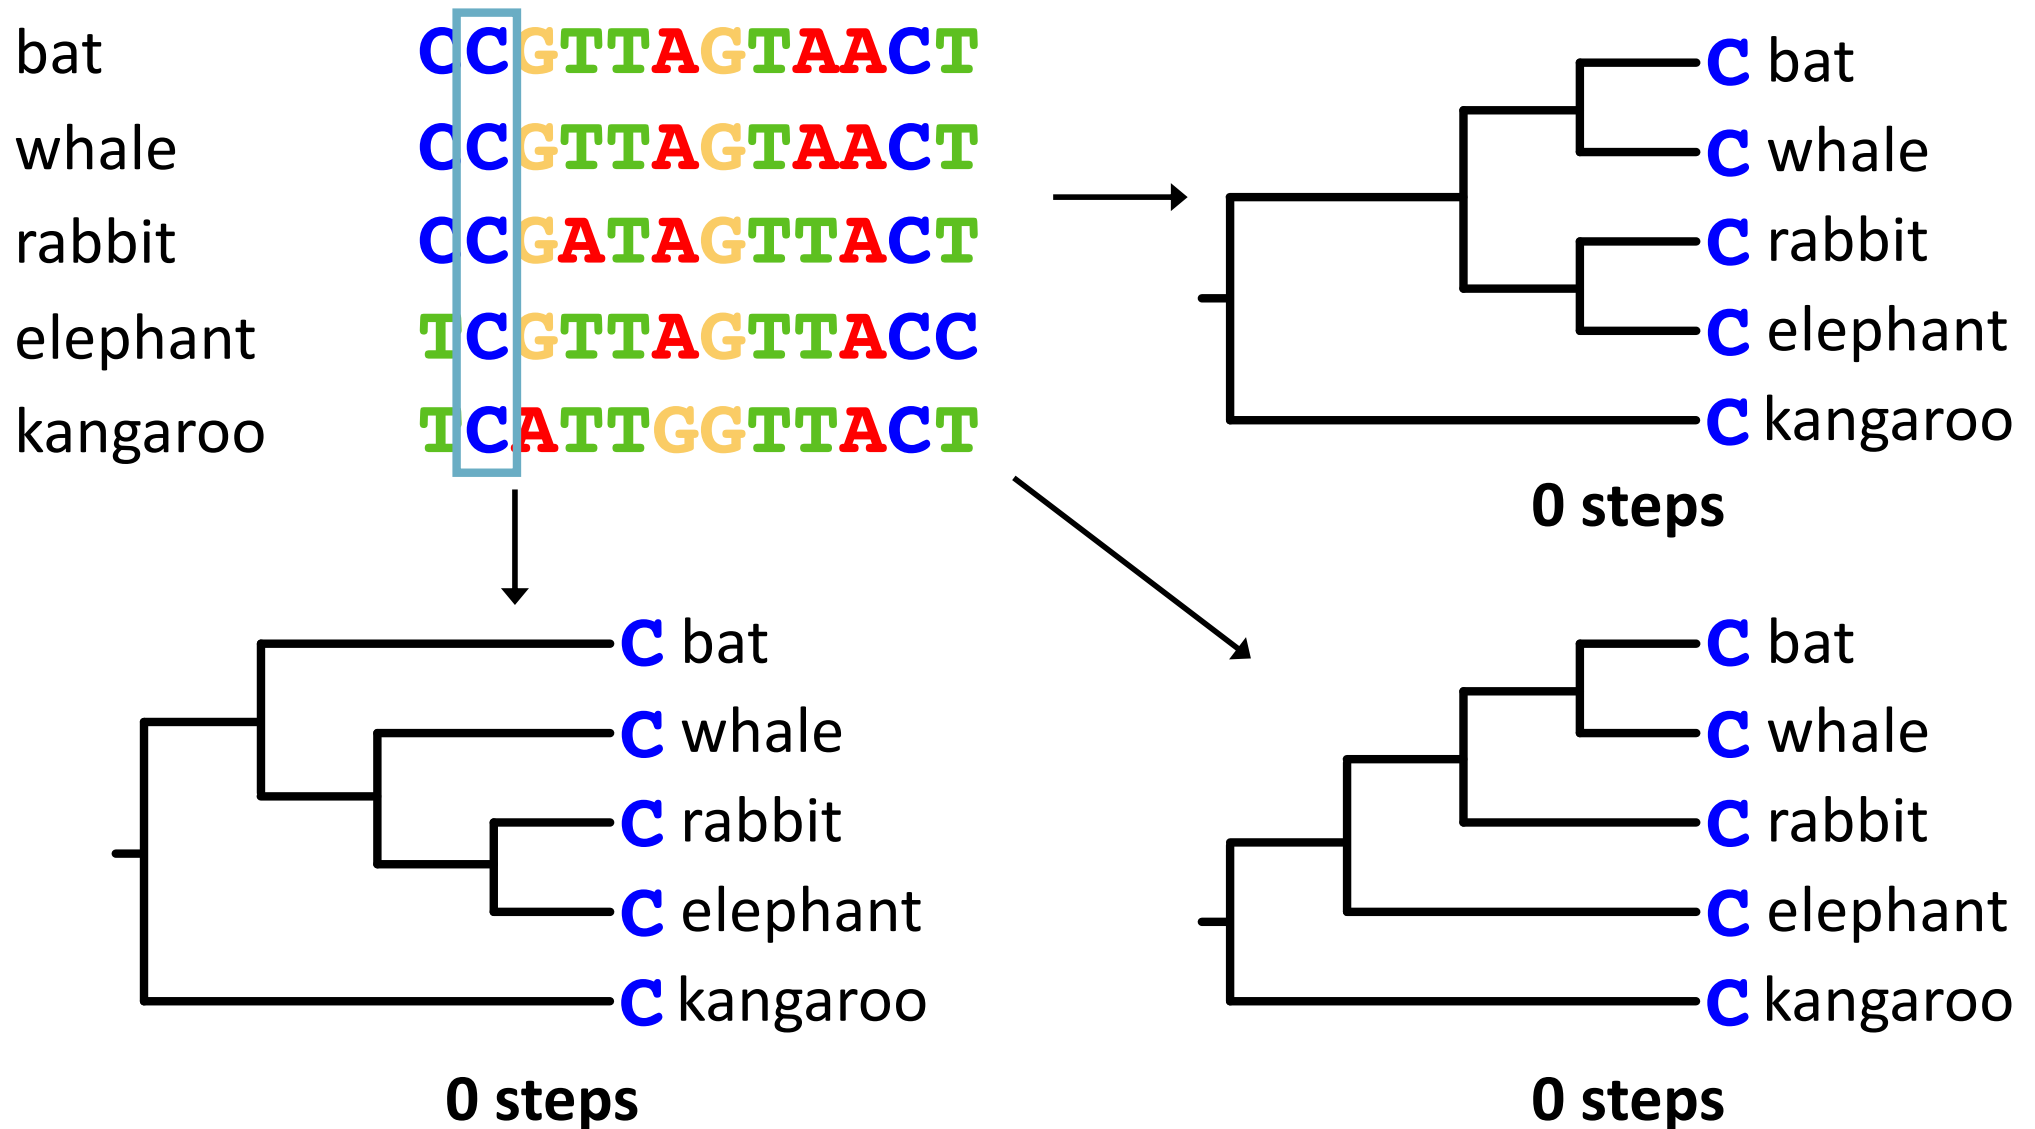 bat CCGTTAGTAACT
whale CCGTTAGTAACT
rabbit CCGATAGTTACT
elephant TCGTTAGTTACC
kangaroo TCATTGGTTACT
C bat
C whale
C rabbit
C elephant
C kangaroo
0 steps
C bat
C whale
C rabbit
C elephant
C kangaroo
0 steps
C bat
C whale
C rabbit
C elephant
C kangaroo
0 steps